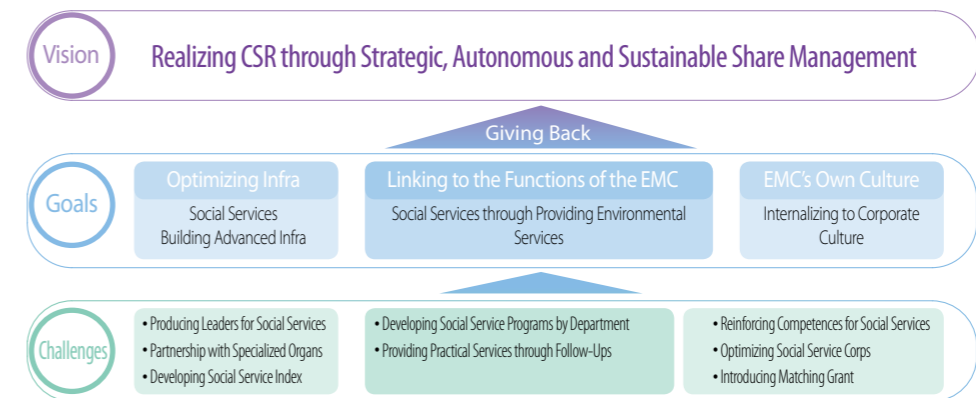 Vision
Realizing CSR through Strategic, Autonomous and Sustainable Share Management
Giving Back
Goals
Optimizing Infra
Social Services
Building Advanced Infra
Linking to the Functions of the EMC
Social Services through Providing Environmental
Services
EMC's Own Culture
Internalizing to Corporate
Culture
Challenges
• Producing Leaders for Social Services
• Partnership with Specialized Organs
• Developing Social Service Index
• Developing Social Service Programs by Department
• Providing Practical Services through Follow-Ups
• Reinforcing Competences for Social Services
• Optimizing Social Service Corps
• Introducing Matching Grant